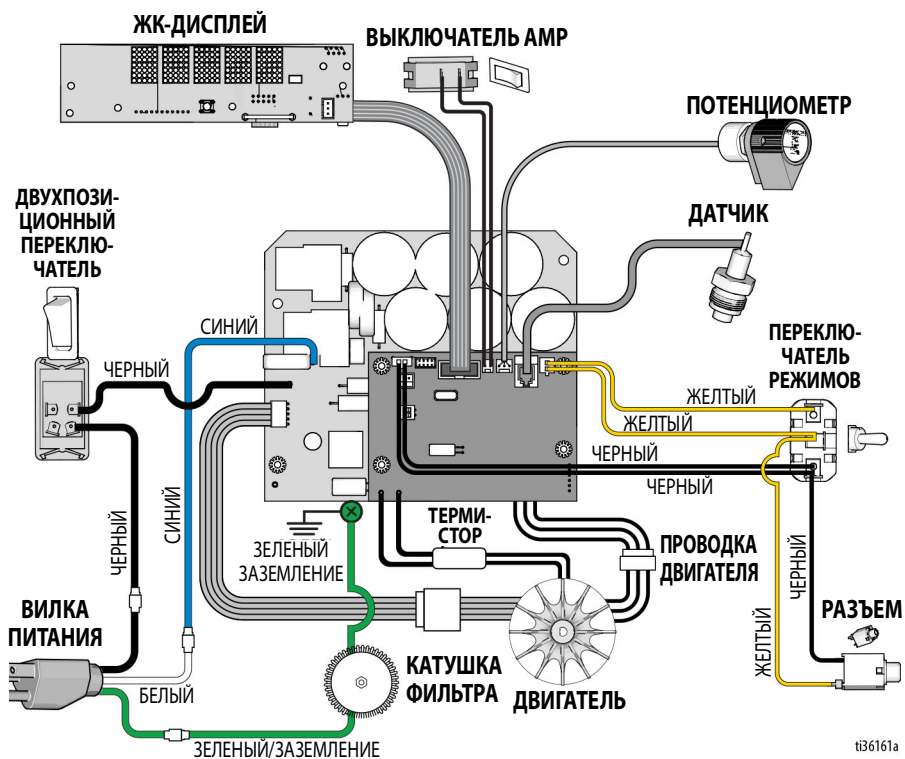 ЖК-ДИСПЛЕЙ
ВЫКЛЮЧАТЕЛЬ AMP
ПОТЕНЦИОМЕТР
ДАТЧИК
ДВУХПОЗИ-
ЦИОННЫЙ
ПЕРЕКЛЮ-
ЧАТЕЛЬ
СИНИЙ
ЧЕРНЫЙ
ПЕРЕКЛЮ-
ЧАТЕЛЬ
РЕЖИМОВ
ЖЕЛТЫЙ
ЖЕЛТЫЙ
ЧЕРНЫЙ
ЧЕРНЫЙ
ЧЕРНЫЙ
СИНИЙ
ЗЕЛЕНЫЙ
ЗАЗЕМЛЕНИЕ
ТЕРМИ-
СТОР
ПРОВОДКА
ДВИГАТЕЛЯ
ЧЕРНЫЙ
ЖЕЛТЫЙ
РАЗЪЕМ
ВИЛКА
ПИТАНИЯ
БЕЛЫЙ
КАТУШКА
ФИЛЬТРА
ДВИГАТЕЛЬ
ЗЕЛЕНЫЙ/ЗАЗЕМЛЕНИЕ
ti36161a